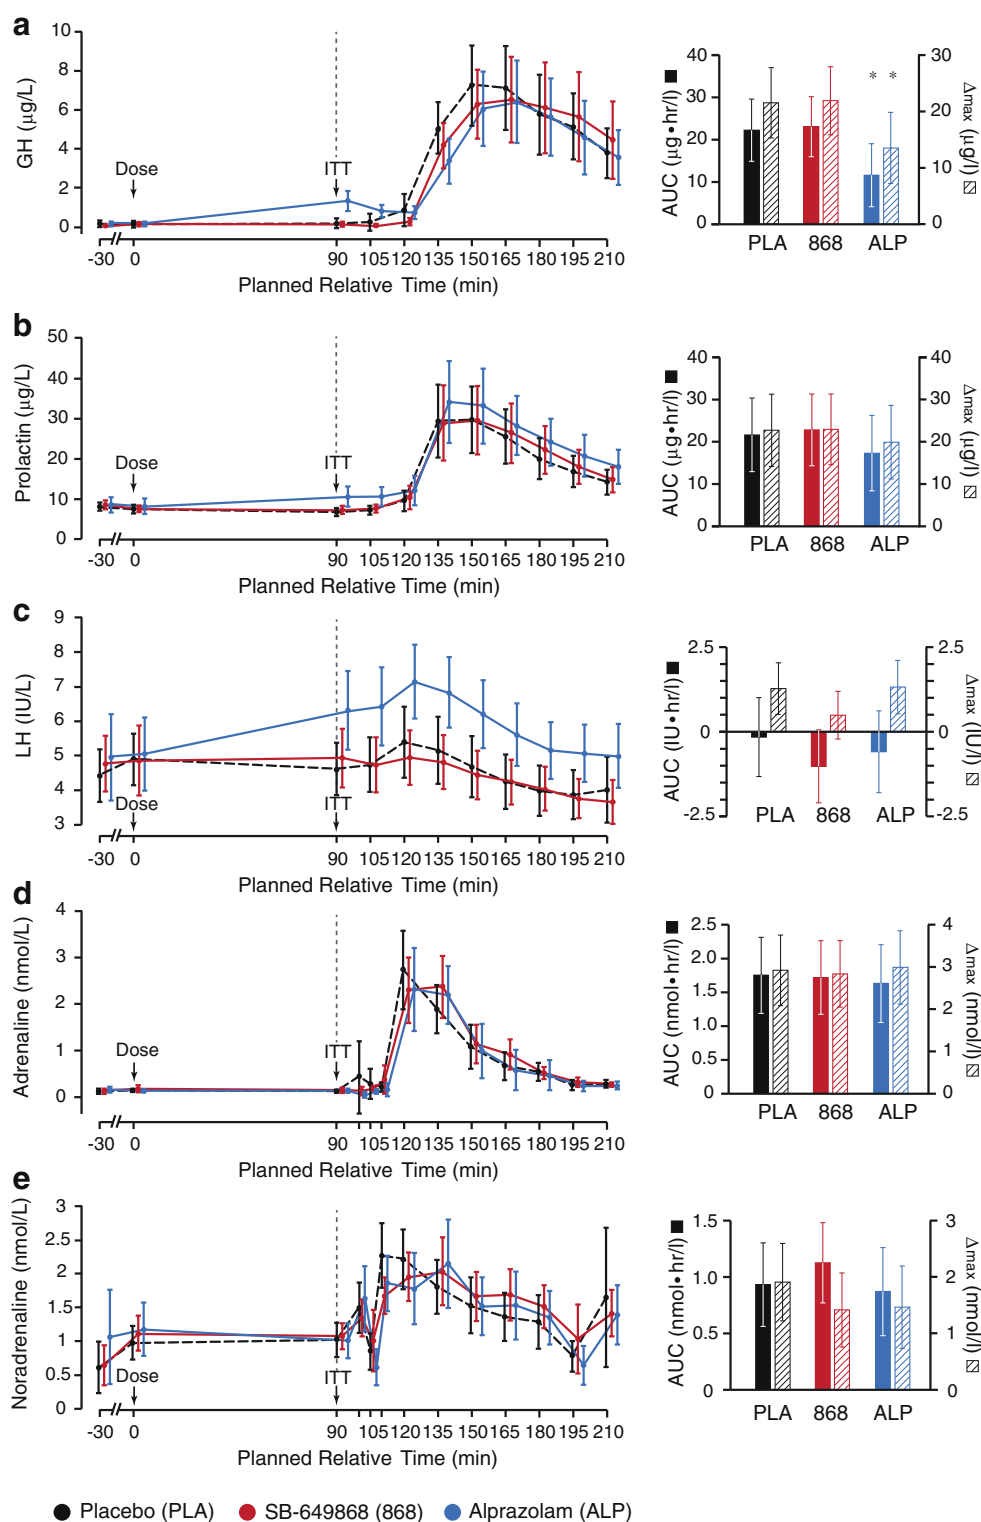 a
GH (μg/L)
10
8
6
4
2
0
Dose
ITT
-30 0 90 105 120 135 150 165 180 195 210
Planned Relative Time (min)
AUC (μg•hr/l) ■
40
30
20
10
0
* *
30
20
10
0
Δmax (μg/l)
PLA 868 ALP
b
Prolactin (μg/L)
50
40
30
20
10
0
Dose
ITT
-30 0 90 105 120 135 150 165 180 195 210
Planned Relative Time (min)
AUC (μg•hr/l) ■
40
30
20
10
0
40
30
20
10
0
Δmax (μg/l)
PLA 868 ALP
c
LH (IU/L)
9
8
7
6
5
4
3
Dose
ITT
-30 0 90 105 120 135 150 165 180 195 210
Planned Relative Time (min)
AUC (IU•hr/l) ■
2.5
0
-2.5
2.5
0
-2.5
Δmax (IU/l)
PLA 868 ALP
d
Adrenaline (nmol/L)
4
3
2
1
0
Dose
ITT
-30 0 90 105 120 135 150 165 180 195 210
Planned Relative Time (min)
AUC (nmol•hr/l) ■
2.5
2.0
1.5
1.0
0.5
0
4
3
2
1
0
Δmax (nmol/l)
PLA 868 ALP
e
Noradrenaline (nmol/L)
3
2.5
2
1.5
1
0.5
0
Dose
ITT
-30 0 90 105 120 135 150 165 180 195 210
Planned Relative Time (min)
AUC (nmol•hr/l) ■
1.5
1.0
0.5
0
3
2
1
0
Δmax (nmol/l)
PLA 868 ALP
Placebo (PLA) SB-649868 (868) Alprazolam (ALP)